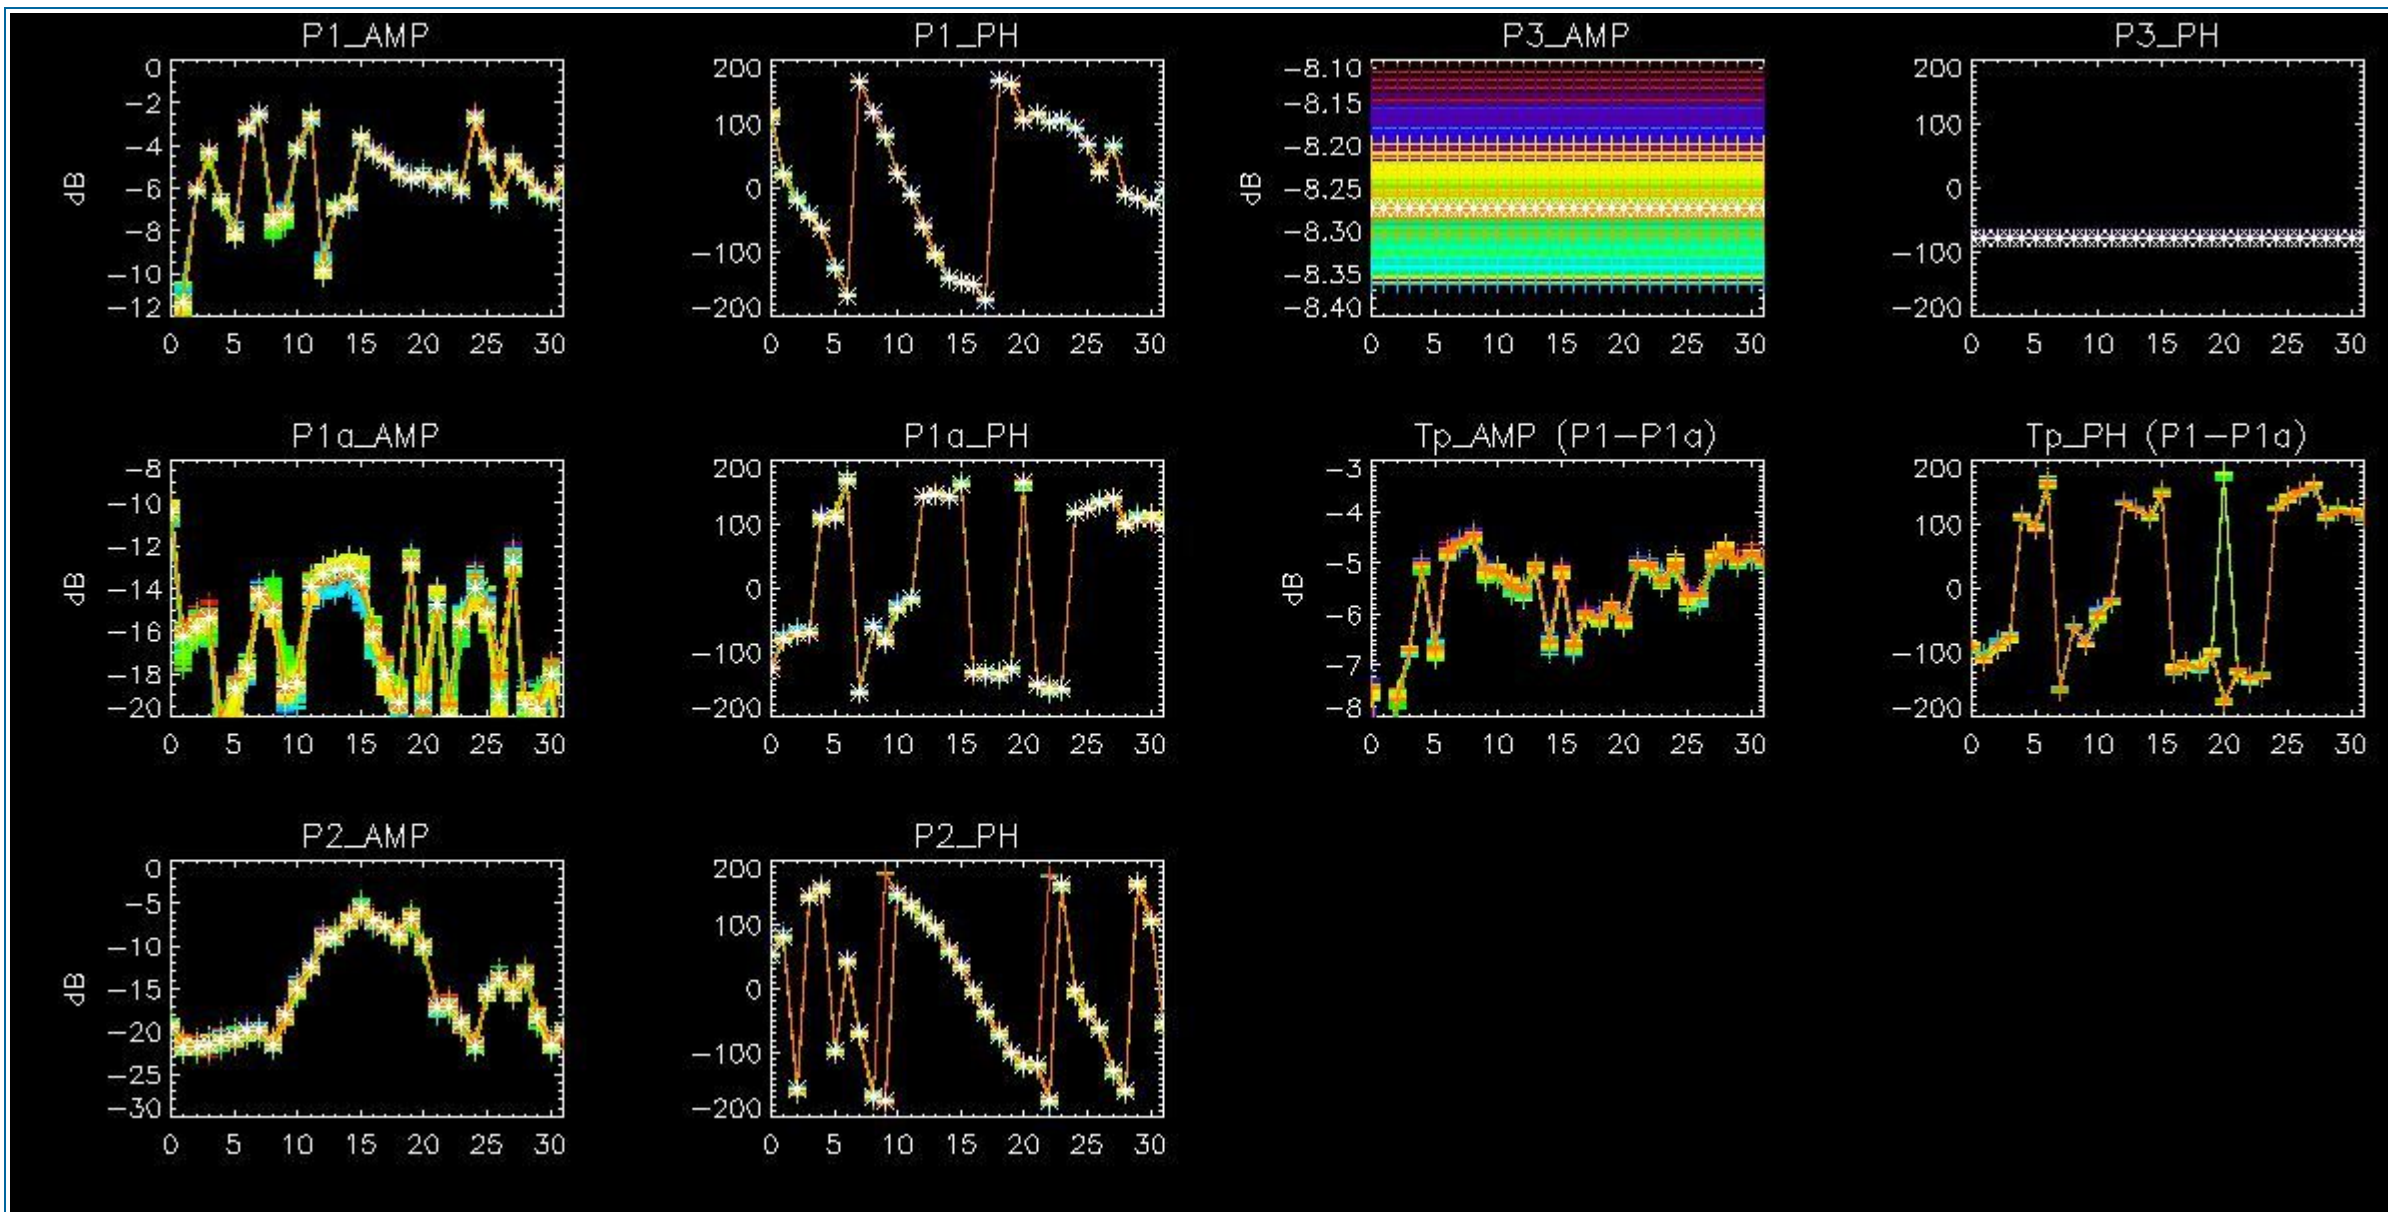 P1_AMP P1_PH P3_AMP P3_PH
0 200 −8.10 200
−2 −8.15
100 100
−4 −8.20
dB −6 0 dB −8.25 0
−8 −8.30
−100 −100
−10 −8.35
−12 −200 −8.40 −200
0 5 10 15 20 25 30 0 5 10 15 20 25 30 0 5 10 15 20 25 30 0 5 10 15 20 25 30
P1a_AMP P1a_PH Tp_AMP (P1−P1a) Tp_PH (P1−P1a)
−8 200 −3 200
−10 100 −4 100
−12
dB −14 0 dB −5 0
−16 −6
−18 −100 −7 −100
−20 −200 −8 −200
0 5 10 15 20 25 30 0 5 10 15 20 25 30 0 5 10 15 20 25 30 0 5 10 15 20 25 30
P2_AMP P2_PH
0 200
−5 100
−10
dB −15 0
−20 −100
−25
−30 −200
0 5 10 15 20 25 30 0 5 10 15 20 25 30